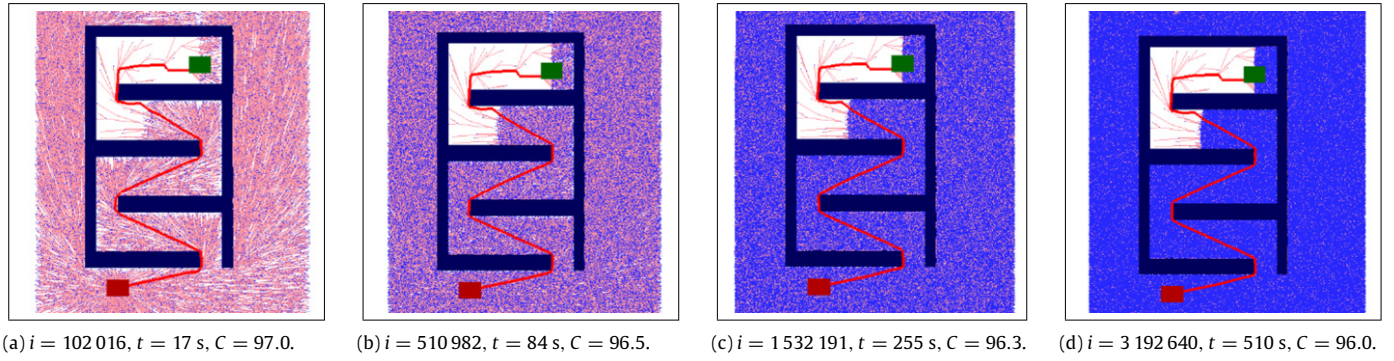 (a) i = 102 016, t = 17 s, C = 97.0.
(b) i = 510 982, t = 84 s, C = 96.5.
(c) i = 1 532 191, t = 255 s, C = 96.3.
(d) i = 3 192 640, t = 510 s, C = 96.0.